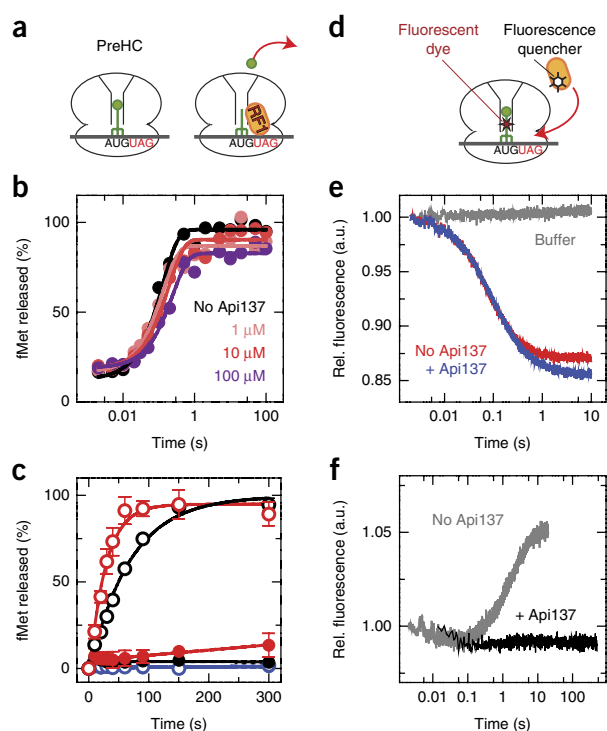 a
PreHC
RF1
AUGUAG
AUGUAG
b
fMet released (%)
100
50
0
No Api137
1 μM
10 μM
100 μM
0.01
1
100
Time (s)
c
fMet released (%)
100
50
0
0
100
200
300
Time (s)
d
Fluorescent dye
Fluorescence quencher
AUGUAG
e
Rel. fluorescence (a.u.)
1.00
0.95
0.90
0.85
Buffer
No Api137
+ Api137
0.01
0.1
1
10
Time (s)
f
Rel. fluorescence (a.u.)
1.05
1.00
No Api137
+ Api137
0.01
0.1
1
10
100
Time (s)